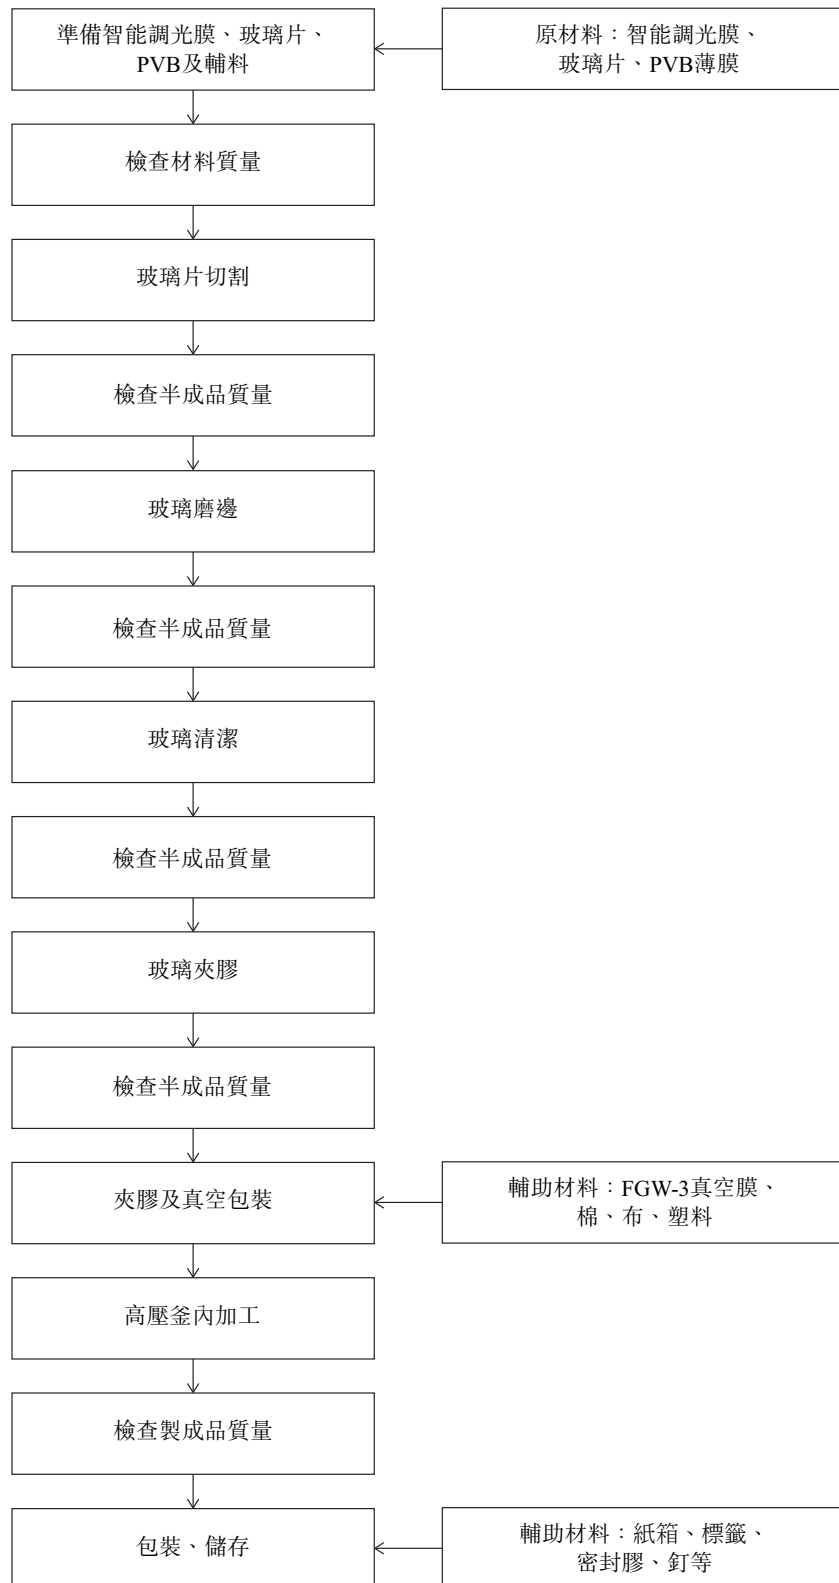 準備智能調光膜、玻璃片、
PVB及輔料
原材料：智能調光膜、
玻璃片、PVB薄膜
檢查材料質量
玻璃片切割
檢查半成品質量
玻璃磨邊
檢查半成品質量
玻璃清潔
檢查半成品質量
玻璃夾膠
檢查半成品質量
夾膠及真空包裝
輔助材料：FGW-3真空膜、
棉、布、塑料
高壓釜內加工
檢查製成品質量
包裝、儲存
輔助材料：紙箱、標籤、
密封膠、釘等